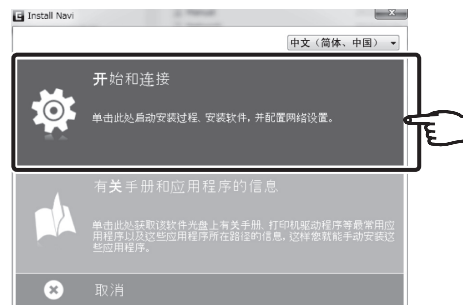 Install Navi
中文（简体、中国）
开始和连接
单击此处启动安装过程、安装软件，并配置网络设置。
有关手册和应用程序的信息
单击此处获取该软件光盘上有关手册、打印机驱动程序等最常用应
用程序以及这些应用程序所在路径的信息，这样您就能手动安装这
些应用程序。
取消